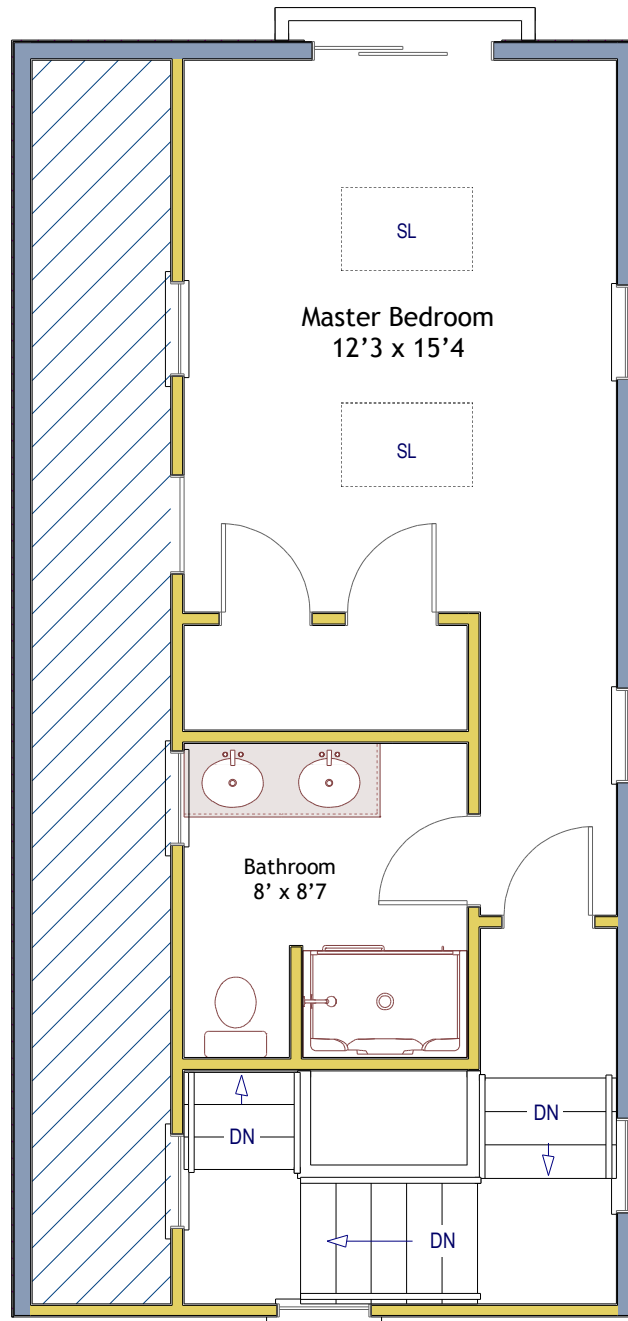 SL
Master Bedroom
12’3 x 15’4
SL
Bathroom
8’ x 8’7
DN
DN
DN